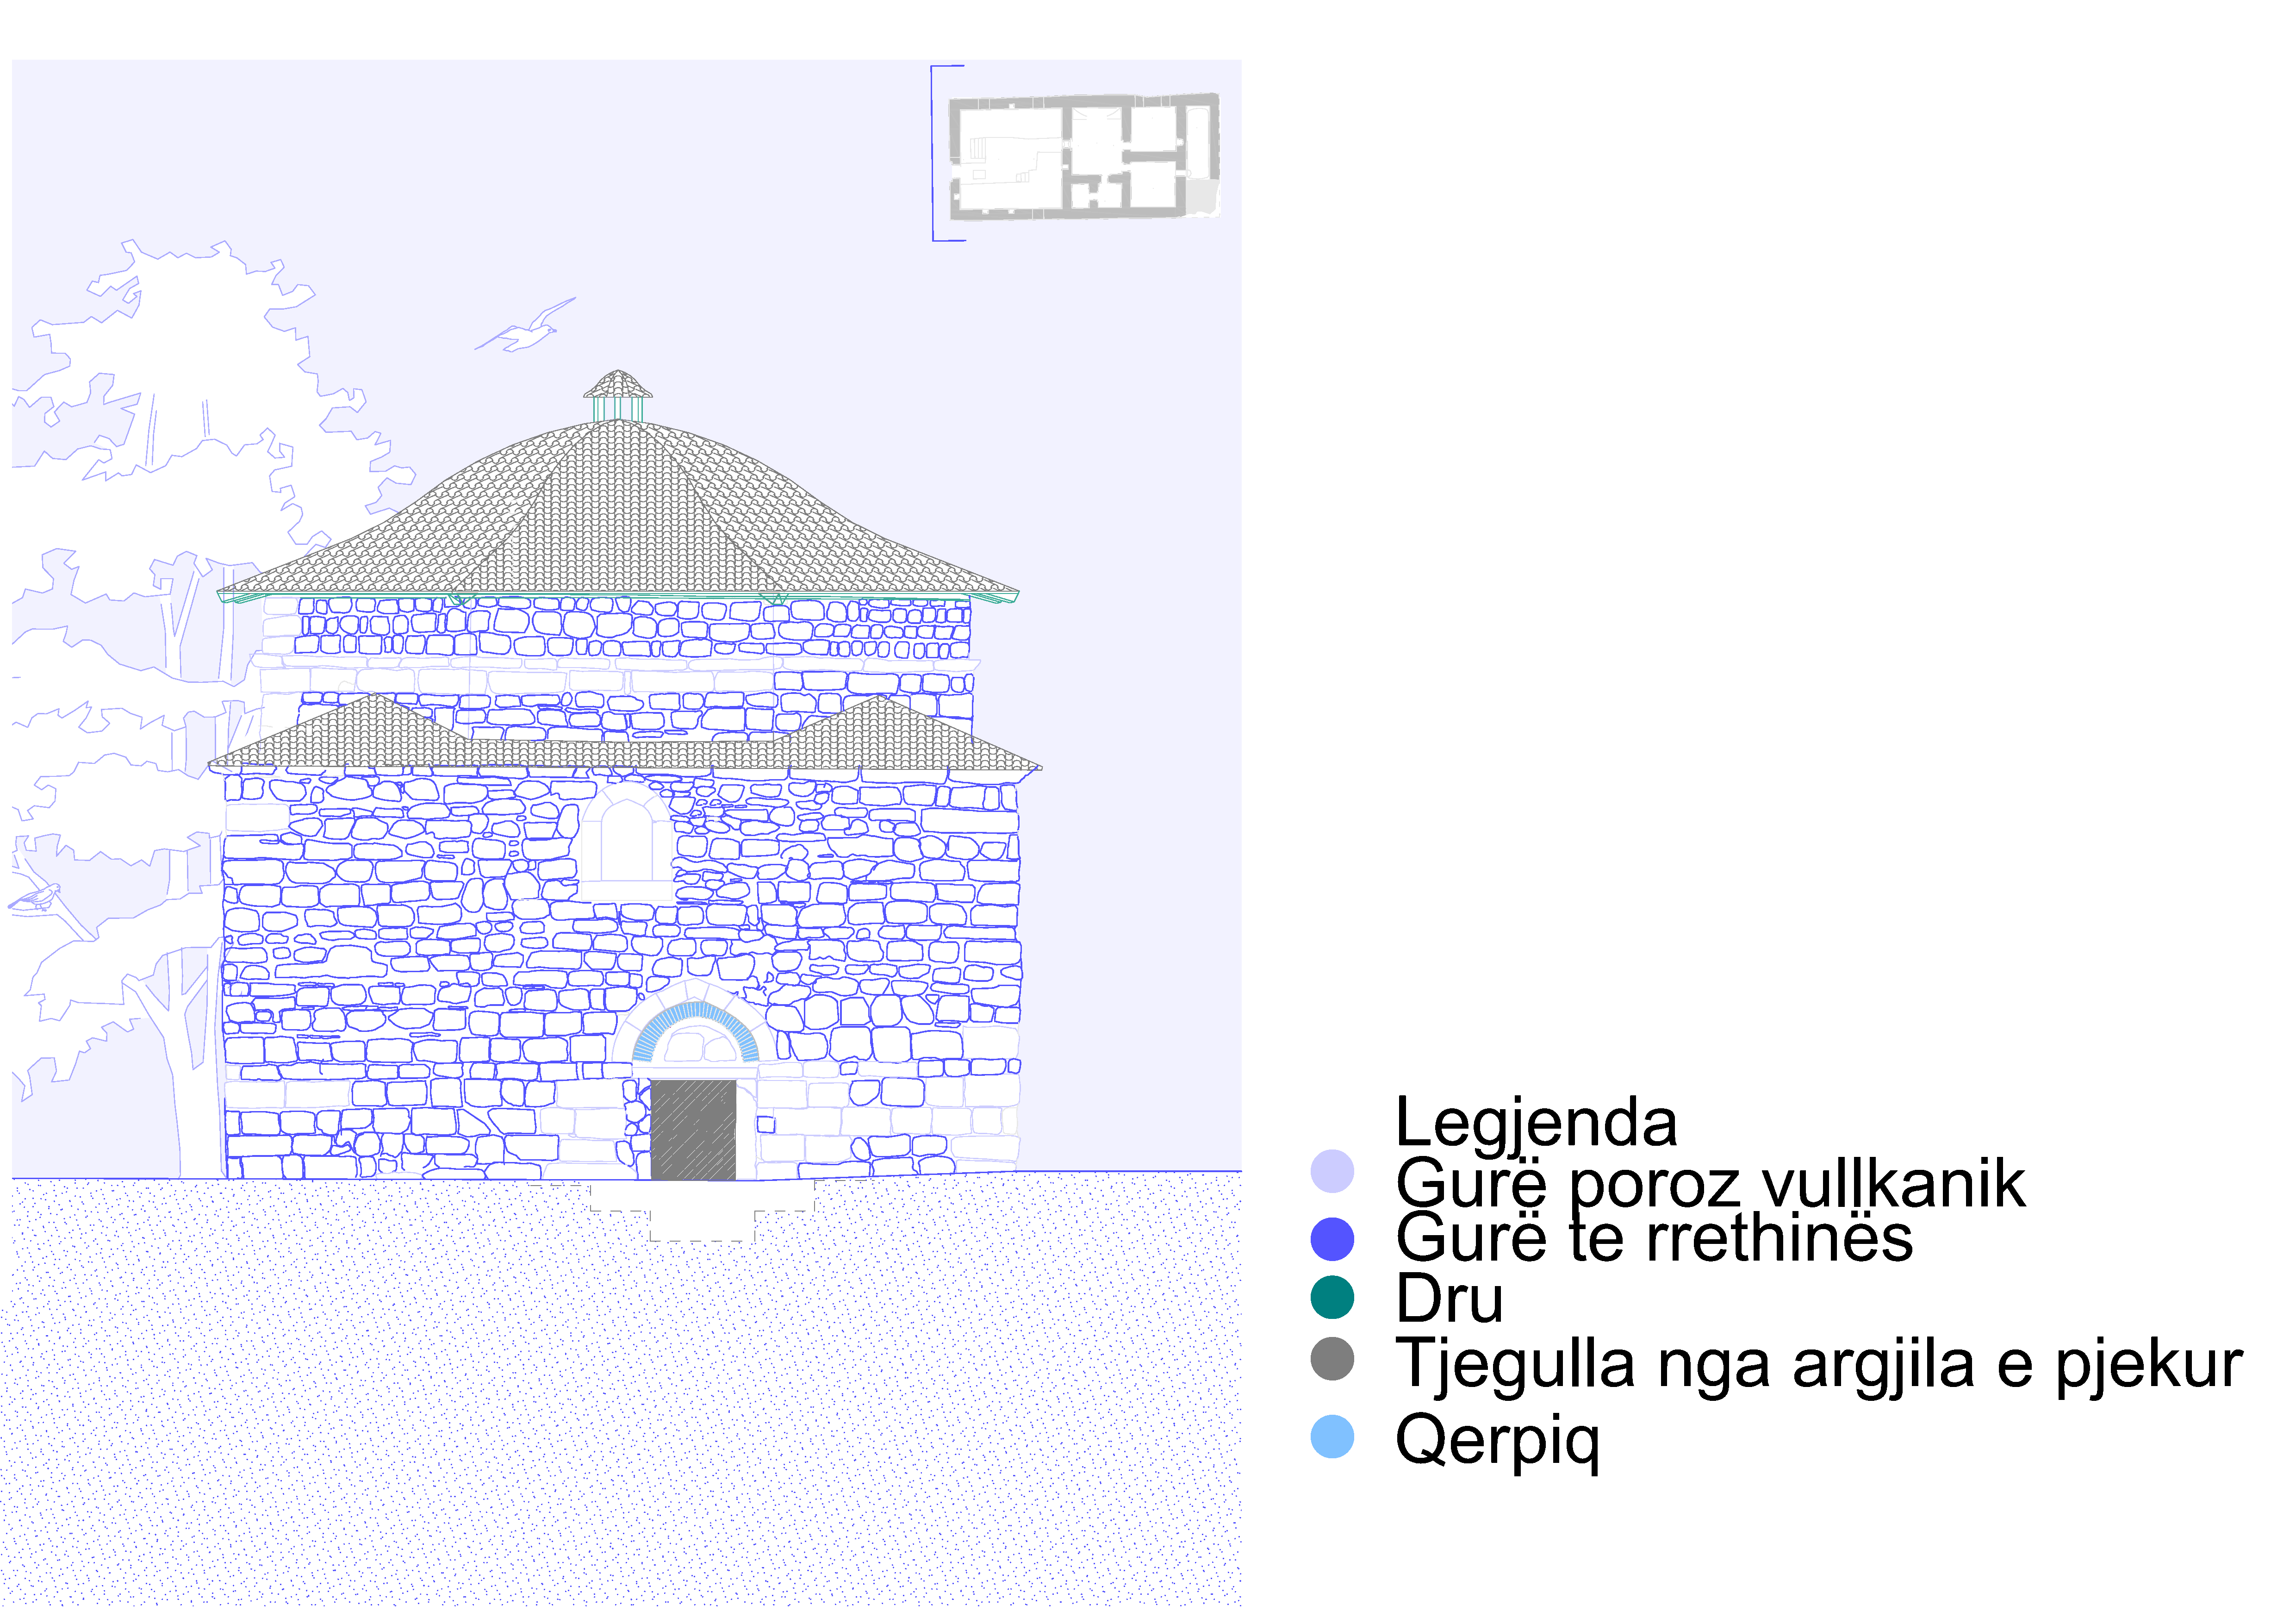 Legjenda
Gurë poroz vullkanik
Gurë te rrethinës
Dru
Tjegulla nga argjila e pjekur
Qerpiq